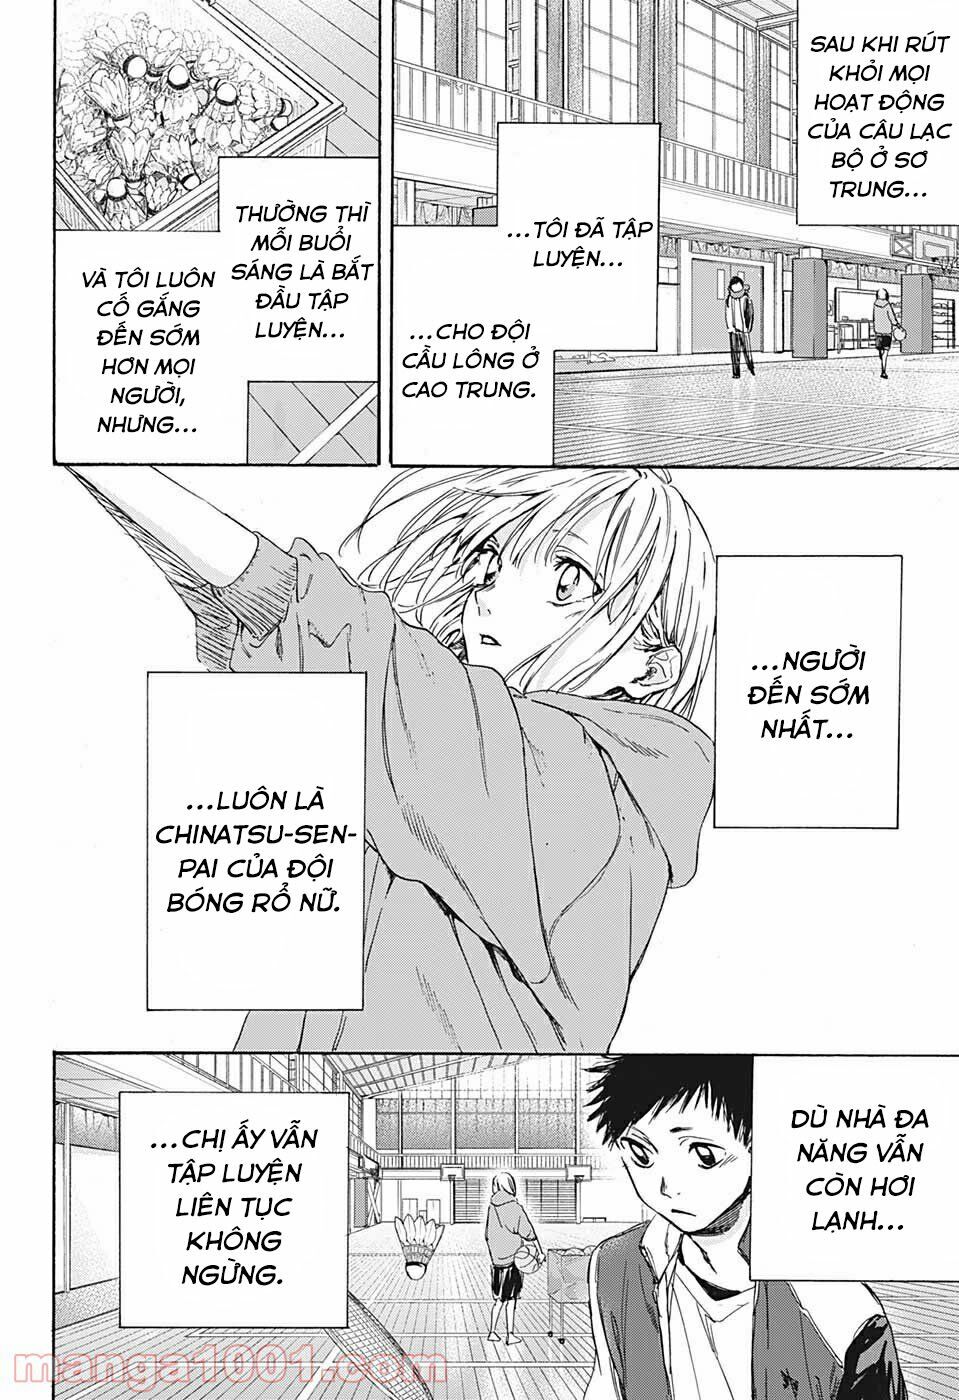 SAU KHI RÚT
KHỎI MỌI
HOẠT ĐỘNG
CỦA CÂU LẠC
BỘ Ở SƠ
TRUNG...
...TÔI ĐÃ TẬP
LUYỆN...
...CHO ĐỘI
CẦU LÔNG Ở
CAO TRUNG.
THƯỜNG THÌ
MỖI BUỔI
SÁNG LÀ BẮT
ĐẦU TẬP
LUYỆN...
VÀ TÔI LUÔN
CỐ GẮNG
ĐẾN SỚM
HƠN MỌI
NGƯỜI,
NHƯNG...
...NGƯỜI
ĐẾN SỚM
NHẤT...
...LUÔN LÀ
CHINATSU-SEN-
PAI CỦA ĐỘI
BÓNG RỔ NỮ.
DÙ NHÀ ĐA
NĂNG VẪN
CÒN HƠI
LẠNH...
...CHỊ ẤY VẪN
TẬP LUYỆN
LIÊN TỤC
KHÔNG
NGỪNG.
manga1001.com